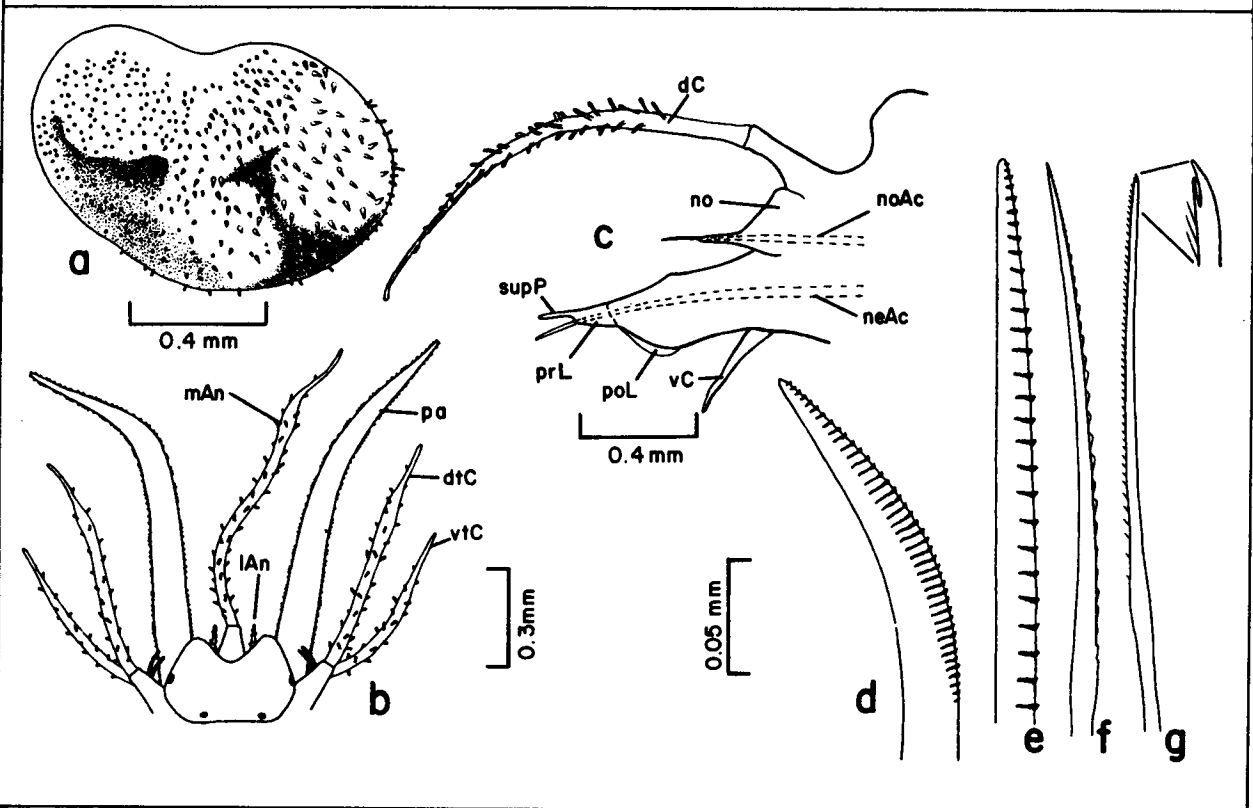 a
0.4 mm
dC
no
noAc
c
supP
neAc
prL
poL
vC
0.4 mm
mAn
pa
dtC
vtC
lAn
0.3mm
b
0.05 mm
d
e
f
g